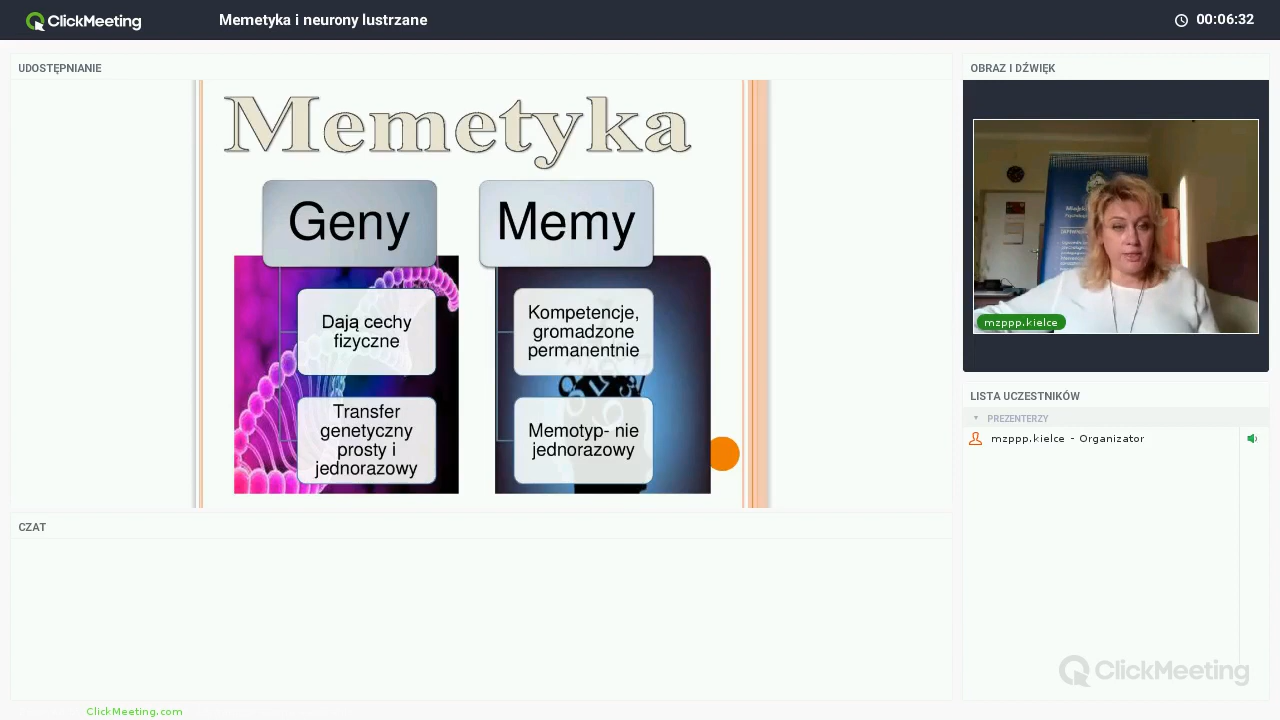 ClickMeeting
Memetyka i neurony lustrzane
00:06:32
UDOSTĘPNIANIE
Memetyka
Geny
Dają cechy
fizyczne
Transfer
genetyczny
prosty i
jednorazowy
Memy
Kompetencje,
gromadzone
permanentnie
Memotyp- nie
jednorazowy
CZAT
OBRAZ I DŹWIĘK
mzppp.kielce
LISTA UCZESTNIKÓW
PREZENTERZY
mzppp.kielce - Organizator
ClickMeeting
ClickMeeting.com